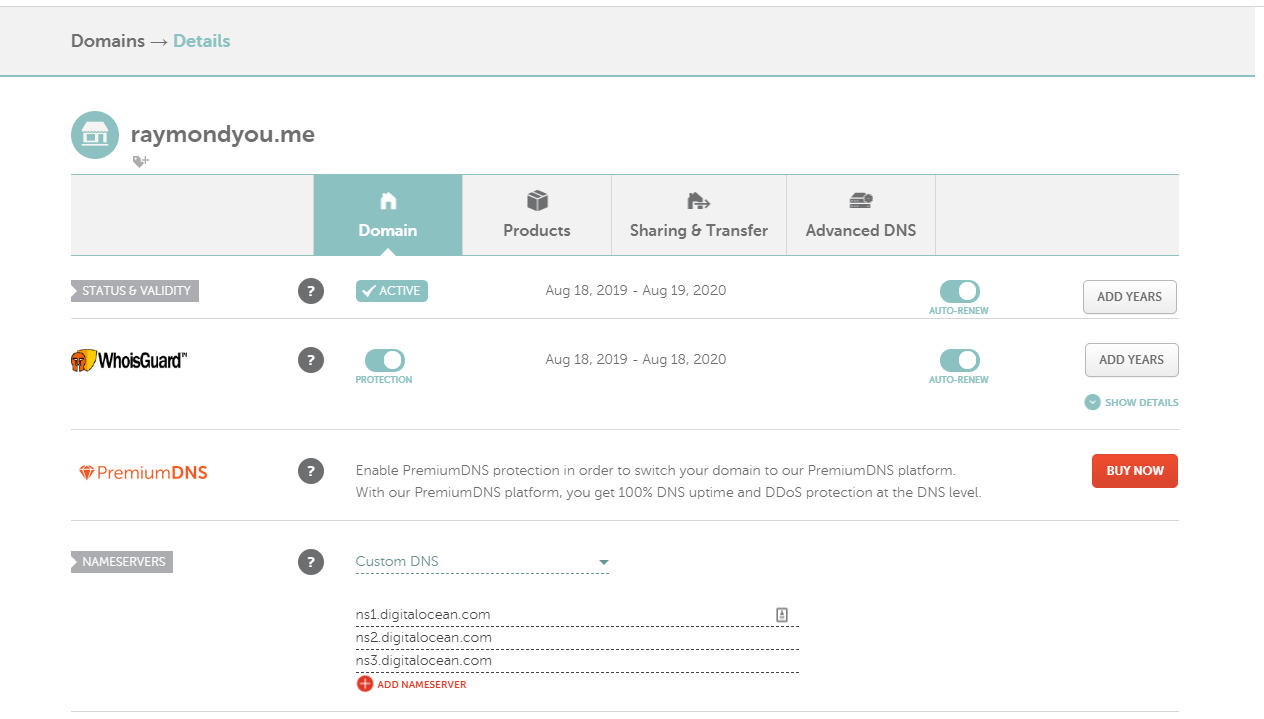 Domains → Details
raymondyou.me
Domain
Products
Sharing & Transfer
Advanced DNS
STATUS & VALIDITY
?
ACTIVE
Aug 18, 2019 - Aug 19, 2020
AUTO-RENEW
ADD YEARS
WhoisGuard™
?
PROTECTION
Aug 18, 2019 - Aug 18, 2020
AUTO-RENEW
ADD YEARS
SHOW DETAILS
PremiumDNS
?
Enable PremiumDNS protection in order to switch your domain to our PremiumDNS platform.
With our PremiumDNS platform, you get 100% DNS uptime and DDoS protection at the DNS level.
BUY NOW
NAMESERVERS
?
Custom DNS
ns1.digitalocean.com
ns2.digitalocean.com
ns3.digitalocean.com
ADD NAMESERVER